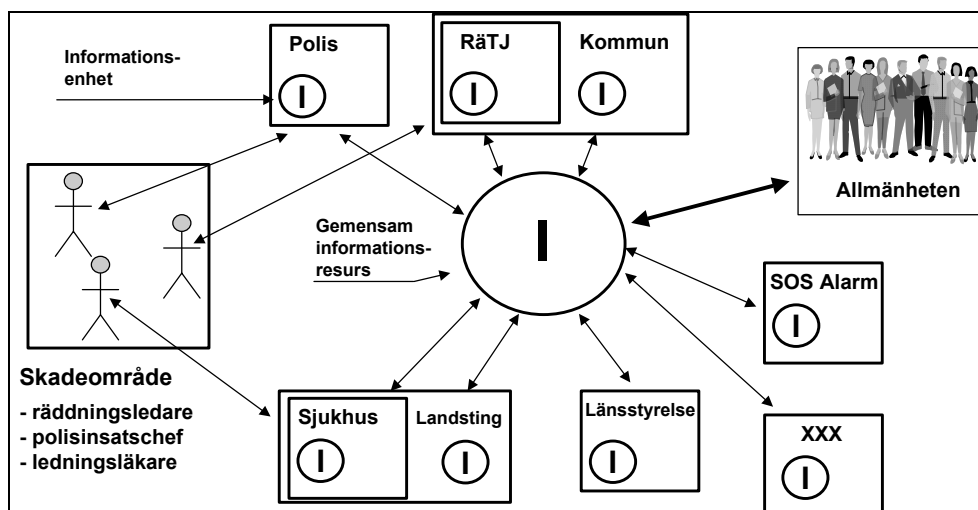 Informations-
enhet
Polis
I
RäTJ
I
Kommun
I
Allmänheten
Gemensam
informations-
resurs
I
SOS Alarm
I
Skadeområde
- räddningsledare
- polisinsatschef
- ledningsläkare
Sjukhus
I
Landsting
I
Länsstyrelse
I
XXX
I